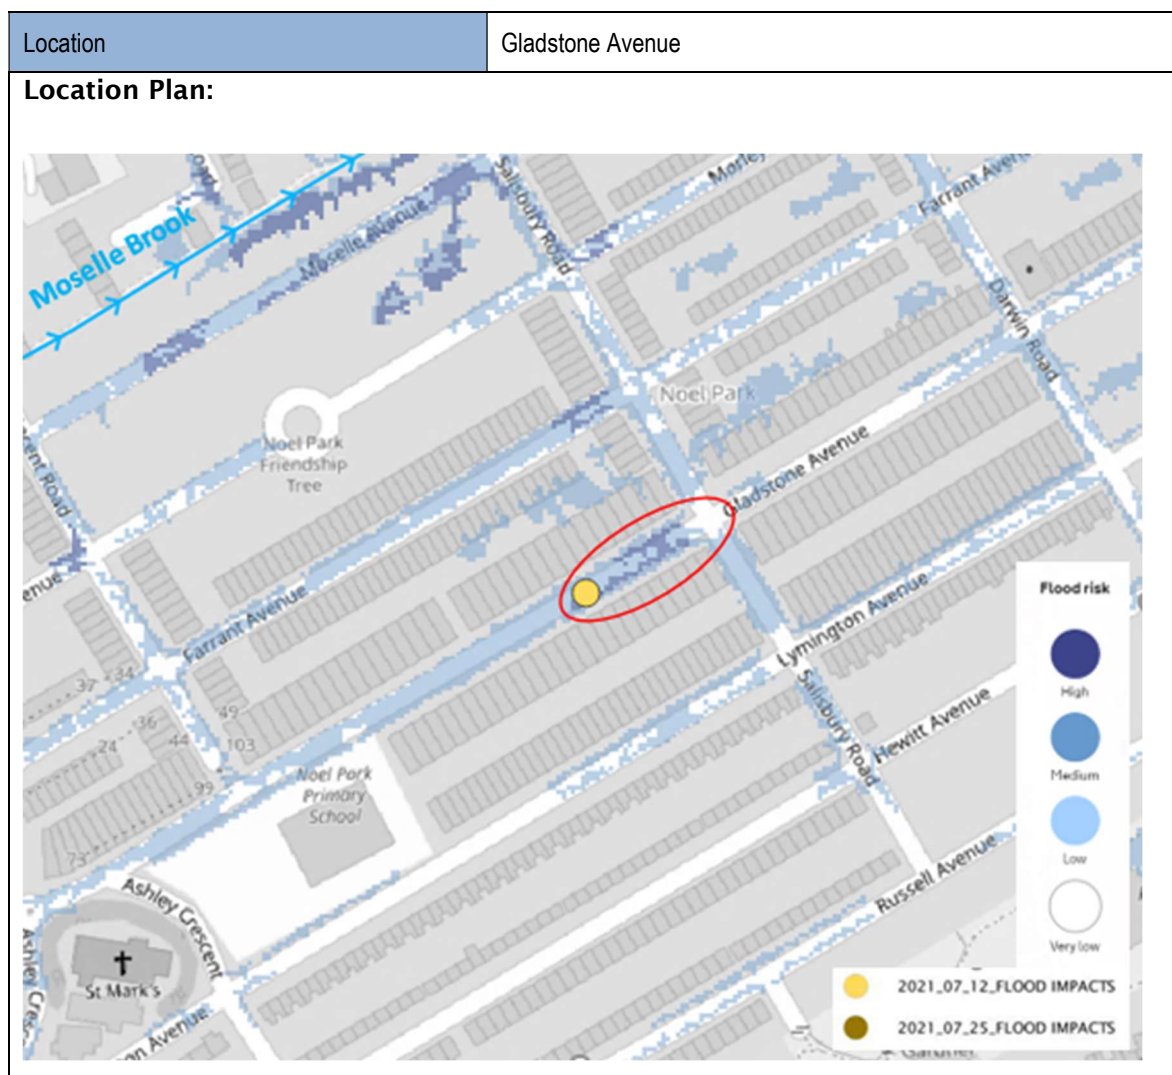 Location
Gladstone Avenue
Location Plan:
Moselle Brook
Moselle Avenue
Salisbury Road
Morley
Farrant Avenue
Darwin Road
Noel Park
Noel Park
Friendship
Tree
Gladstone Avenue
Farrant Avenue
Lymington Avenue
Salisbury Road
Hewitt Avenue
Russell Avenue
37
34
36
24
44
49
103
99
73
Noel Park
Primary
School
Ashley Crescent
St Mark's
Flood risk
High
Medium
Low
Very low
2021_07_12_FLOOD IMPACTS
2021_07_25_FLOOD IMPACTS